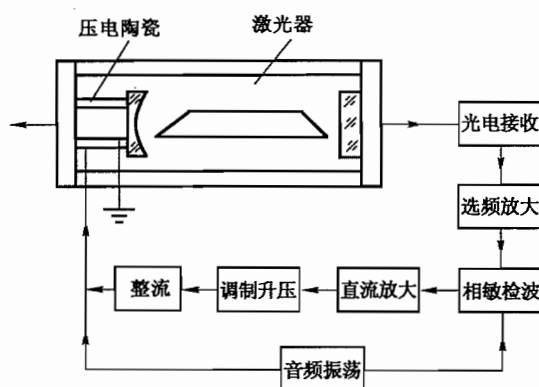 压电陶瓷
激光器
光电接收
选频放大
整流
调制升压
直流放大
相敏检波
音频振荡